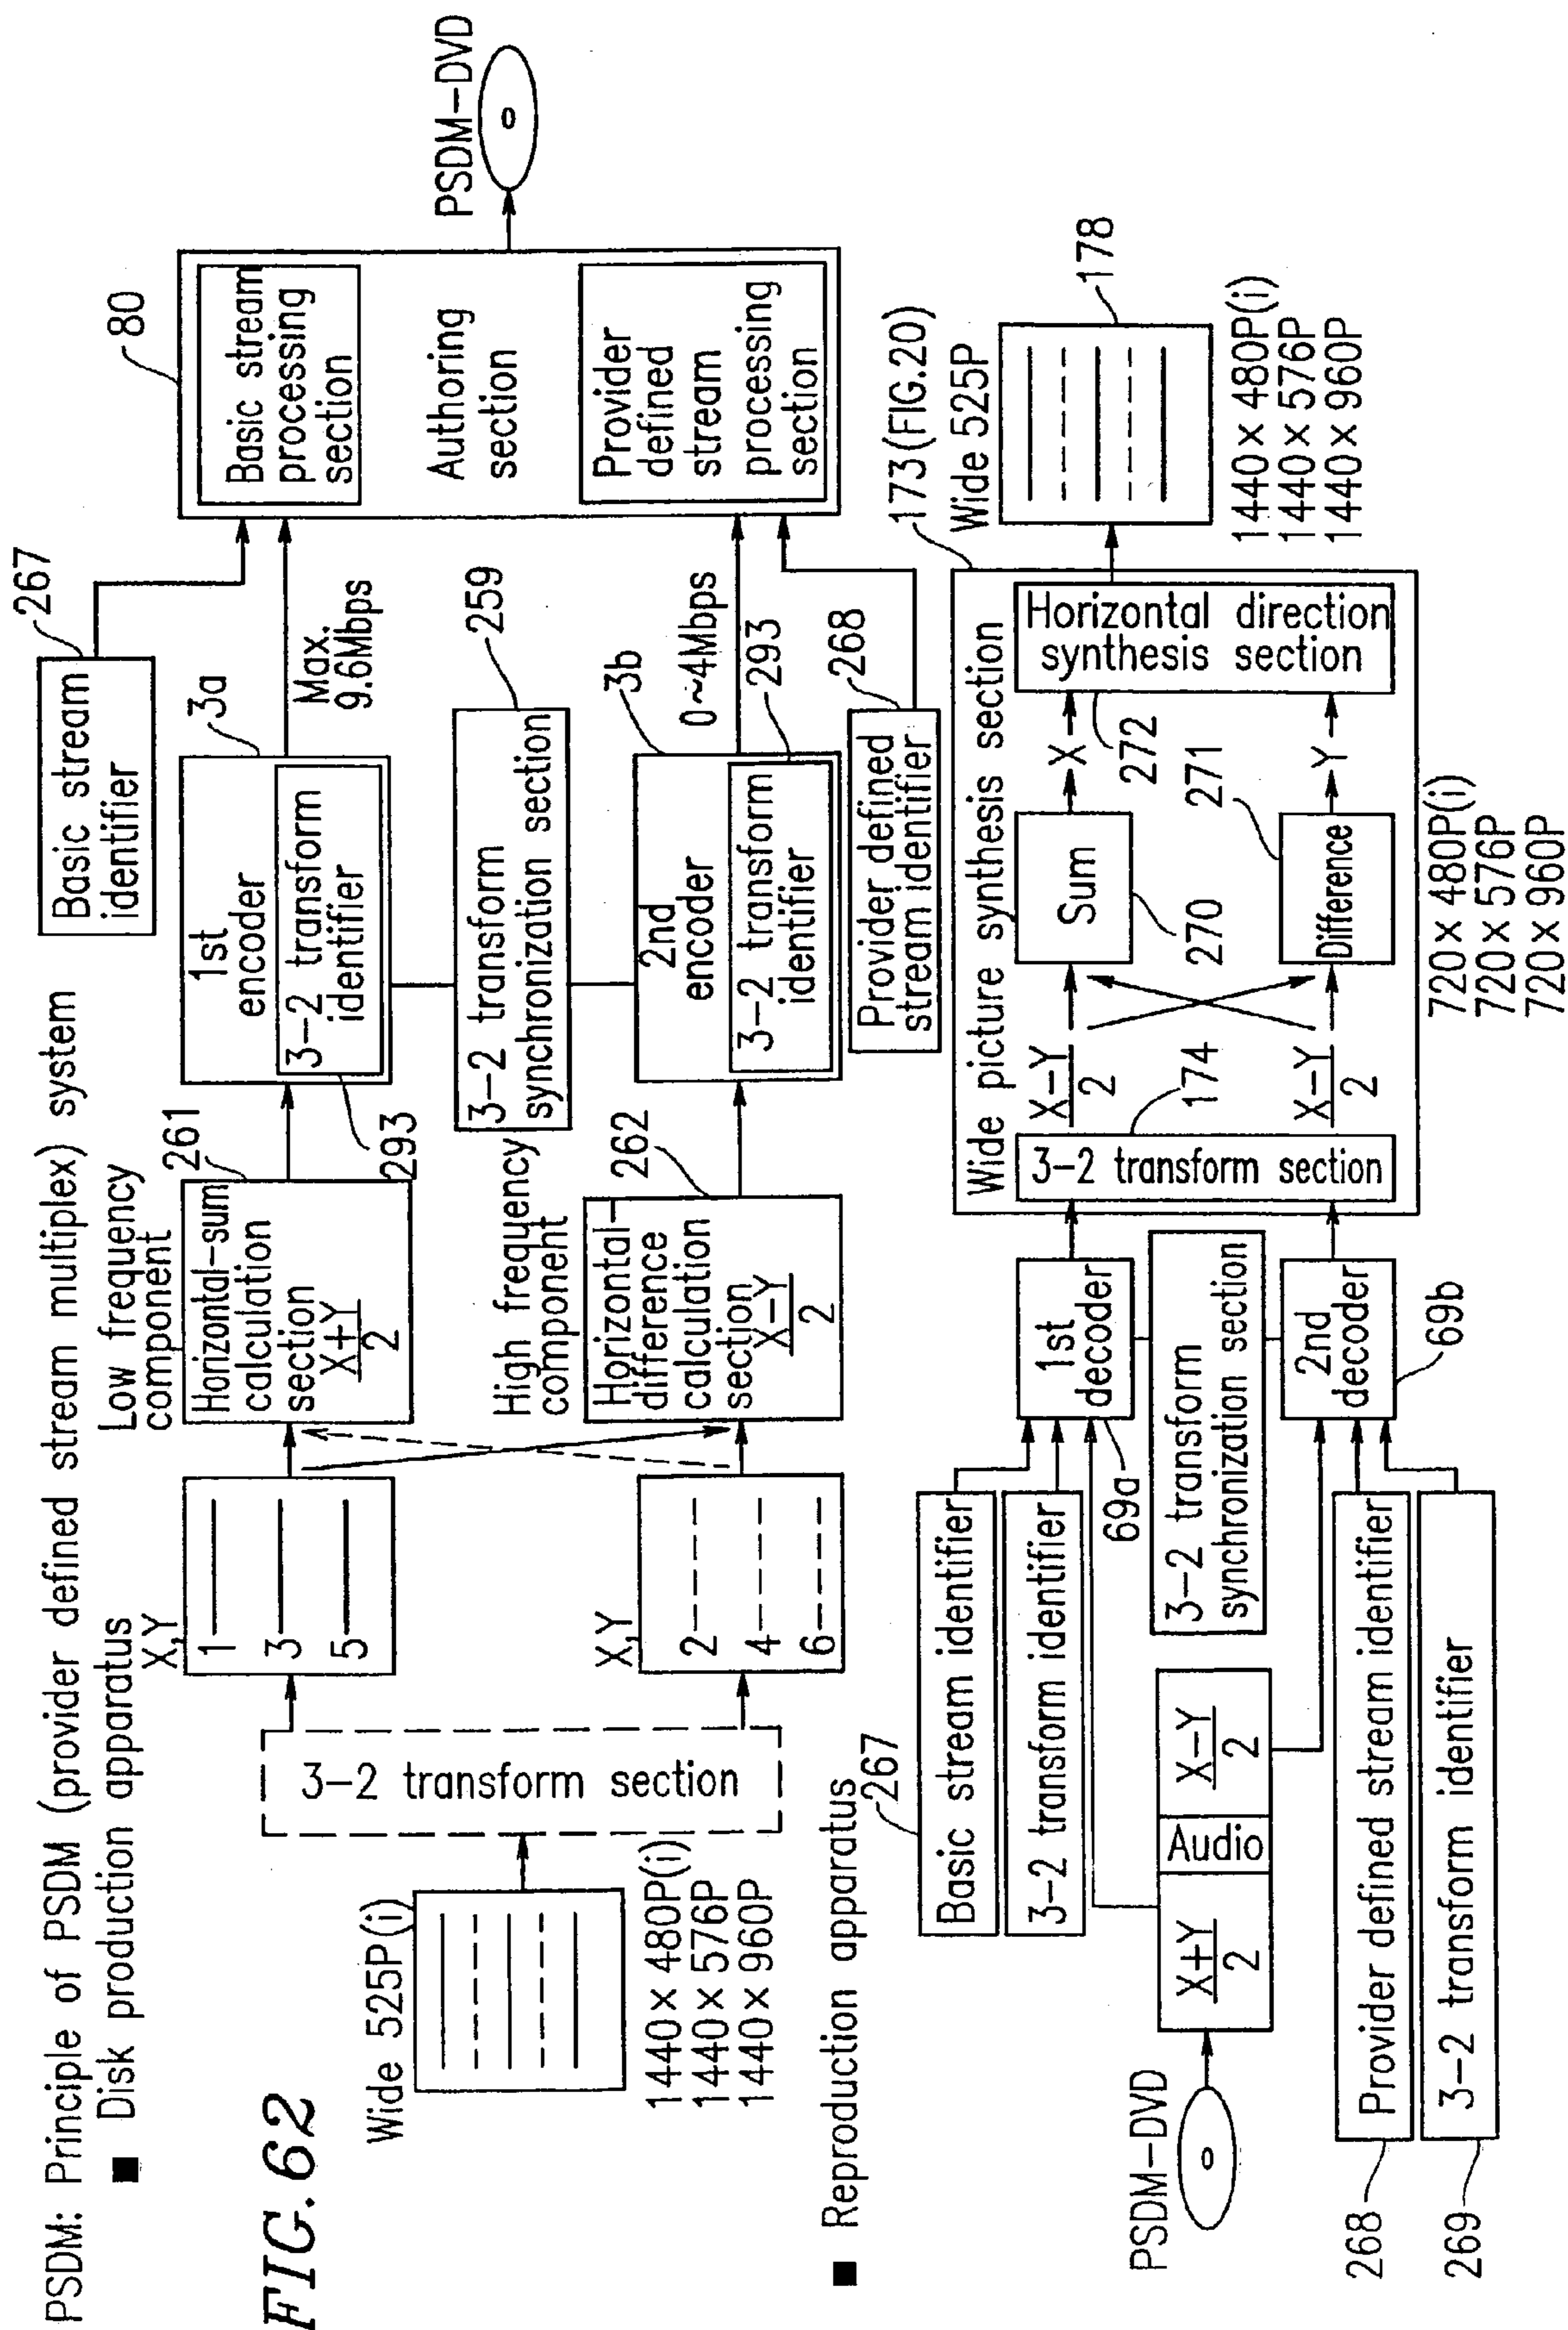 PSDM: Principle of PSDM (provider defined stream multiplex) system
■ Disk production apparatus
FIG. 62
Wide 525P(i)
1440×480P(i)
1440×576P
1440×960P
3-2 transform section
X,Y
1
3
5
X,Y
2
4
6
Low frequency
component
261
Horizontal-sum
calculation
section
X+Y
2
293
High frequency
component
262
Horizontal-
difference
calculation
section
X-Y
2
Basic stream
identifier
267
1st
encoder
3-2 transform
identifier
3a
Max.
9.6Mbps
3-2 transform
synchronization section
259
2nd
encoder
3-2 transform
identifier
3b
0~4Mbps
293
Provider defined
stream identifier
268
80
Basic stream
processing
section
Authoring
section
Provider
defined
stream
processing
section
PSDM-DVD
■ Reproduction apparatus
PSDM-DVD
267
Basic stream identifier
3-2 transform identifier
X+Y
2
Audio
X-Y
2
Provider defined stream identifier
268
3-2 transform identifier
269
1st
decoder
69a
3-2 transform
synchronization section
2nd
decoder
69b
173(FIG.20)
Wide picture synthesis section
3-2 transform section
174
X-Y
2
X-Y
2
Sum
270
Difference
271
X
Y
272
Horizontal direction
synthesis section
720×480P(i)
720×576P
720×960P
Wide 525P
178
1440×480P(i)
1440×576P
1440×960P